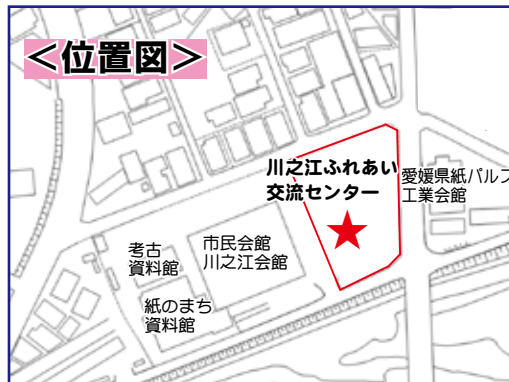 ＜位置図＞
川之江ふれあい
交流センター
愛媛県紙パルプ
工業会館
市民会館
川之江会館
考古
資料館
紙のまち
資料館